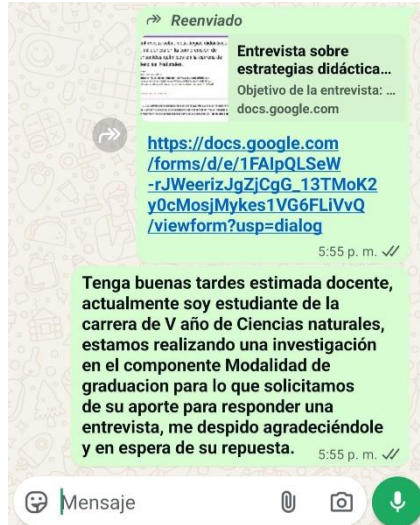 Reenviado
Entrevista sobre
estrategias didáctica...
Objetivo de la entrevista: ...
docs.google.com
https://docs.google.com
/forms/d/e/1FAIpQLSeW
-rJWeerizJgZjCgG_13TMoK2
y0cMosjMykes1VG6FLiVvQ
/viewform?usp=dialog
5:55 p. m.
Tenga buenas tardes estimada docente,
actualmente soy estudiante de la
carrera de V año de Ciencias naturales,
estamos realizando una investigación
en el componente Modalidad de
graduacion para lo que solicitamos
de su aporte para responder una
entrevista, me despido agradeciéndole
y en espera de su repuesta.
5:55 p. m.
Mensaje